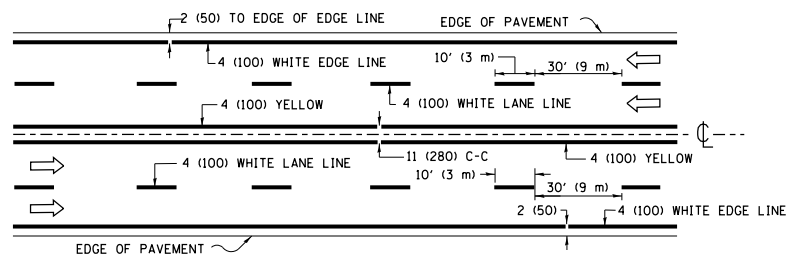 2 (50) TO EDGE OF EDGE LINE
EDGE OF PAVEMENT
4 (100) WHITE EDGE LINE
10' (3 m)
30' (9 m)
4 (100) YELLOW
4 (100) WHITE LANE LINE
CL
4 (100) WHITE LANE LINE
11 (280) C-C
4 (100) YELLOW
10' (3 m)
30' (9 m)
2 (50)
4 (100) WHITE EDGE LINE
EDGE OF PAVEMENT